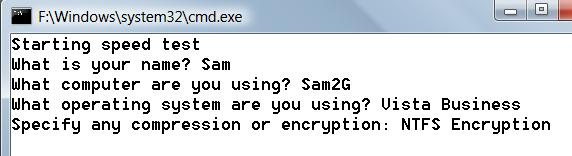 F:\Windows\system32\cmd.exe
Starting speed test
What is your name? Sam
What computer are you using? Sam2G
What operating system are you using? Vista Business
Specify any compression or encryption: NTFS Encryption